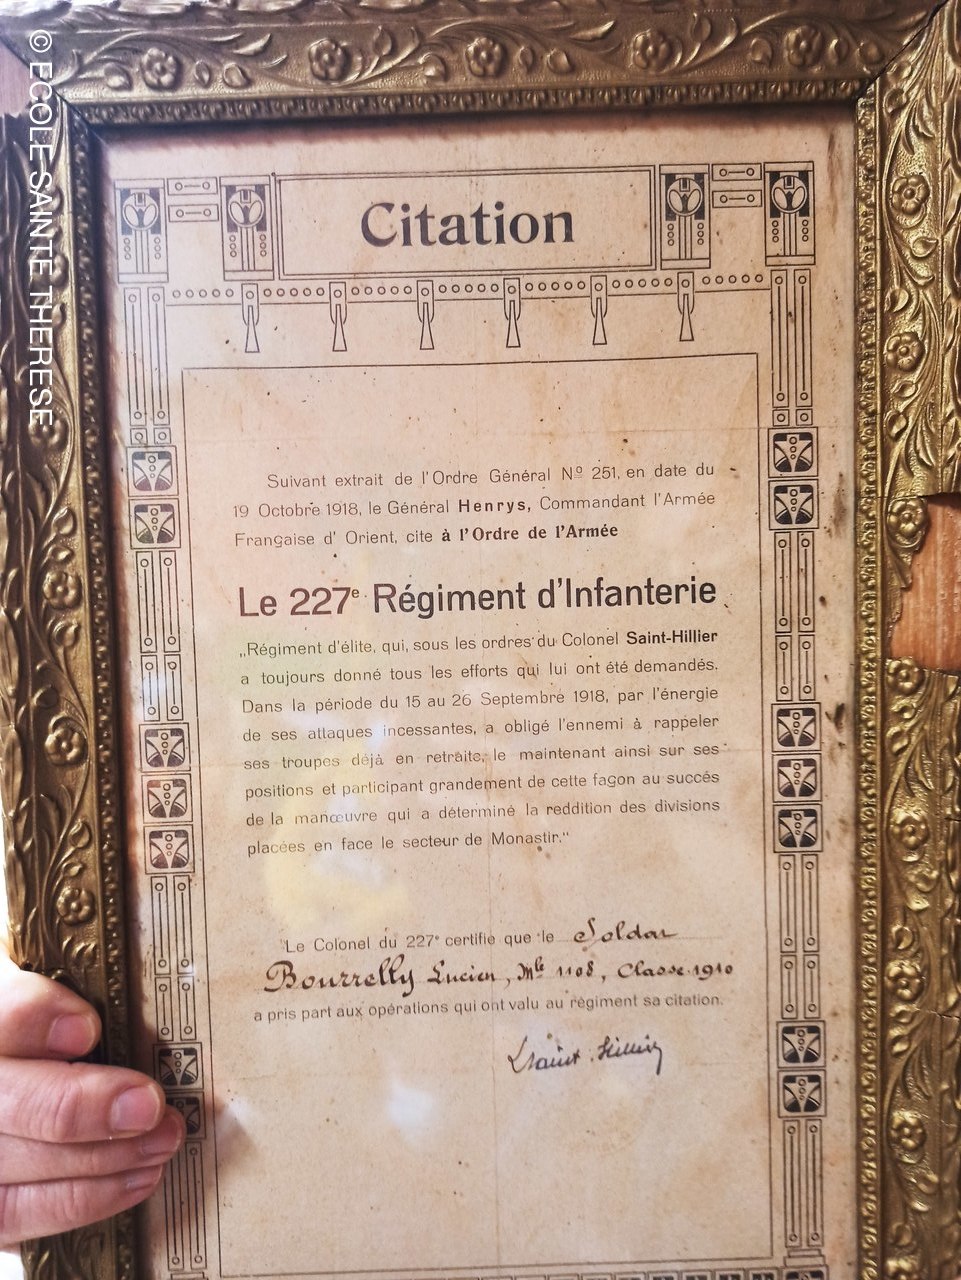 © ECOLE SAINTE THERESE
Citation
Suivant extrait de l'Ordre Général Nº 251, en date du
19 Octobre 1918, le Général Henrys, Commandant l'Armée
Française d' Orient, cite à l'Ordre de l'Armée
Le 227e Régiment d'Infanterie
„Régiment d'élite, qui, sous les ordres du Colonel Saint-Hillier
a toujours donné tous les efforts qui lui ont été demandés.
Dans la période du 15 au 26 Septembre 1918, par l'énergie
de ses attaques incessantes, a obligé l'ennemi à rappeler
ses troupes déjà en retraite, le maintenant ainsi sur ses
positions et participant grandement de cette façon au succés
de la manœuvre qui a déterminé la reddition des divisions
placées en face le secteur de Monastir.“
Le Colonel du 227e certifie que le Soldat
Bourrelly Lucien, Mle 1108, Classe 1910
a pris part aux opérations qui ont valu au régiment sa citation.
Saint-Hillier